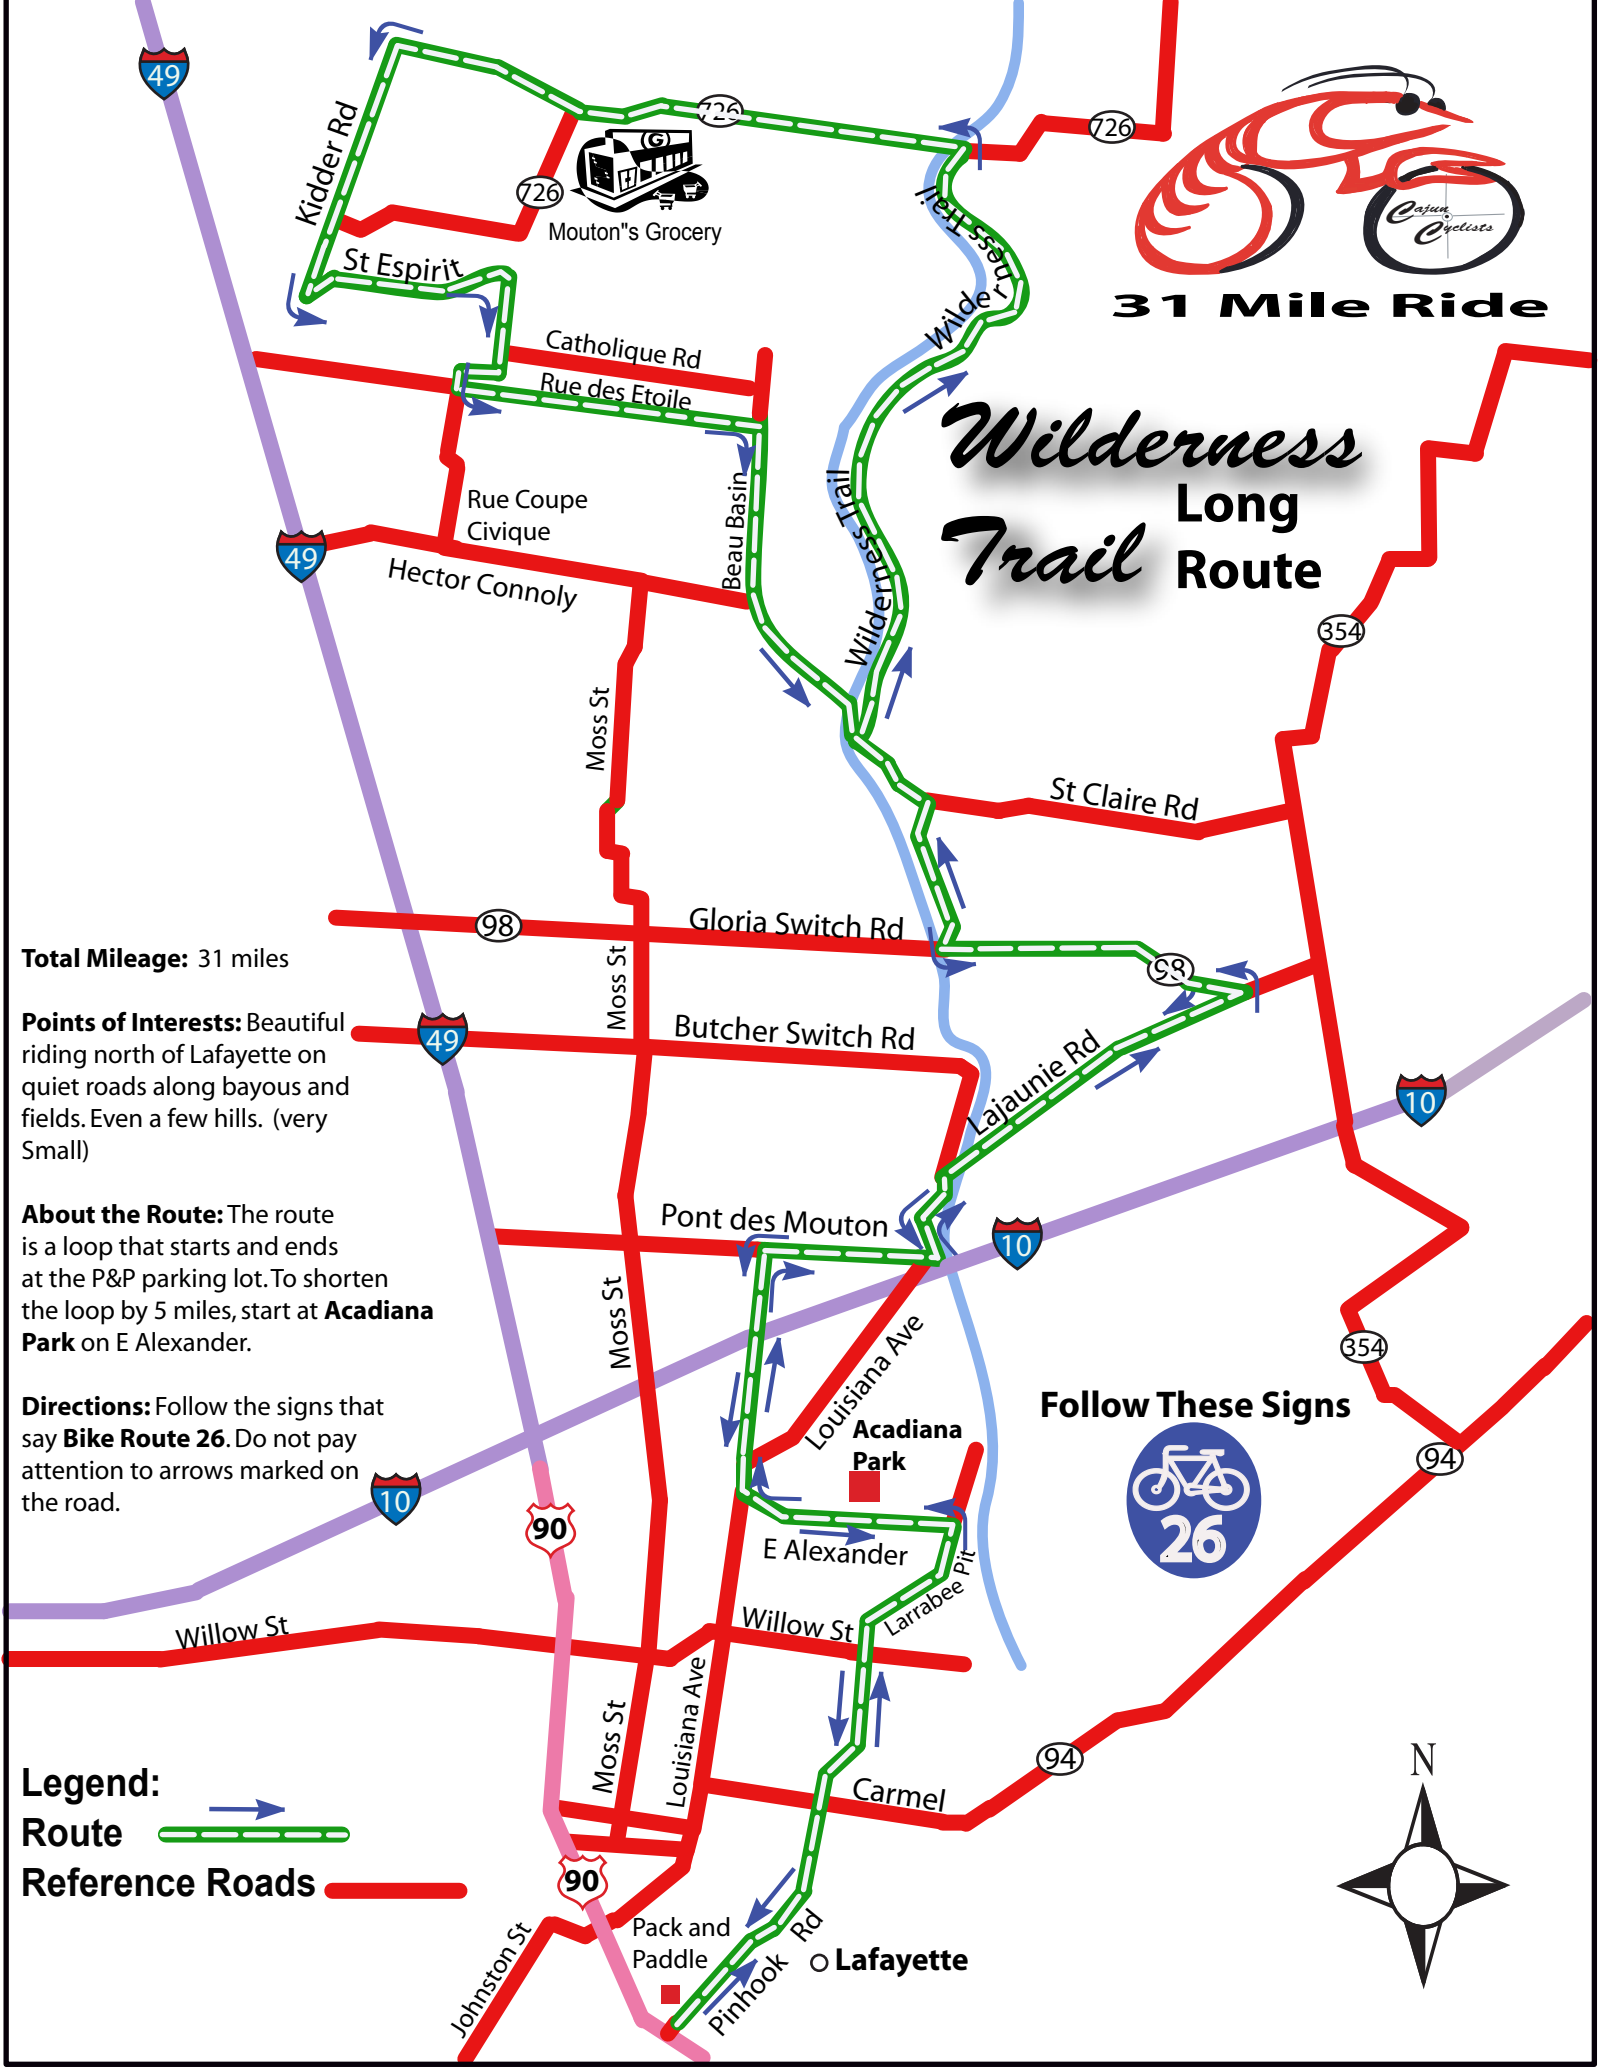 49
Kidder Rd
726
726
726
G
Mouton"s Grocery
Cajun
Cyclists
31 Mile Ride
St Espirit
Wilderness Trail
Catholique Rd
Rue des Etoile
Wilderness
Trail
Long
Route
Beau Basin
Rue Coupe
Civique
49
Hector Connoly
Wilderness Trail
354
Moss St
St Claire Rd
98
Gloria Switch Rd
98
Moss St
49
Butcher Switch Rd
Lajaunie Rd
10
Total Mileage: 31 miles
Points of Interests: Beautiful
riding north of Lafayette on
quiet roads along bayous and
fields. Even a few hills. (very
Small)
About the Route: The route
is a loop that starts and ends
at the P&P parking lot. To shorten
the loop by 5 miles, start at Acadiana
Park on E Alexander.
Directions: Follow the signs that
say Bike Route 26. Do not pay
attention to arrows marked on
the road.
Pont des Mouton
10
Moss St
Louisiana Ave
354
Acadiana
Park
Follow These Signs
26
94
10
90
E Alexander
Larrabee Pit
Willow St
Willow St
Moss St
Louisiana Ave
Carmel
94
N
Legend:
Route
Reference Roads
90
Johnston St
Pack and
Paddle
Pinhook Rd
Lafayette